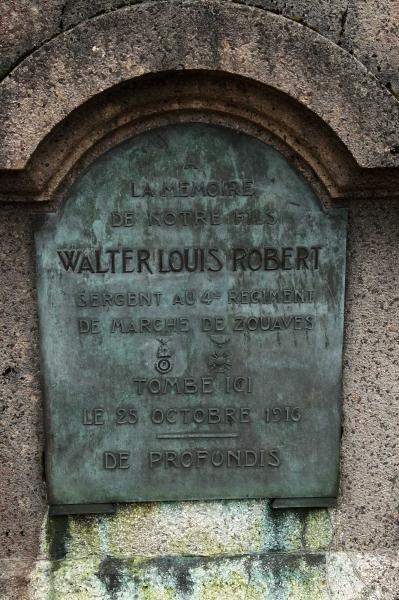 A
LA MEMOIRE
DE NOTRE FILS
WALTER LOUIS ROBERT
SERGENT AU 4ME REGIMENT
DE MARCHE DE ZOUAVES
TOMBE ICI
LE 25 OCTOBRE 1916
DE PROFUNDIS